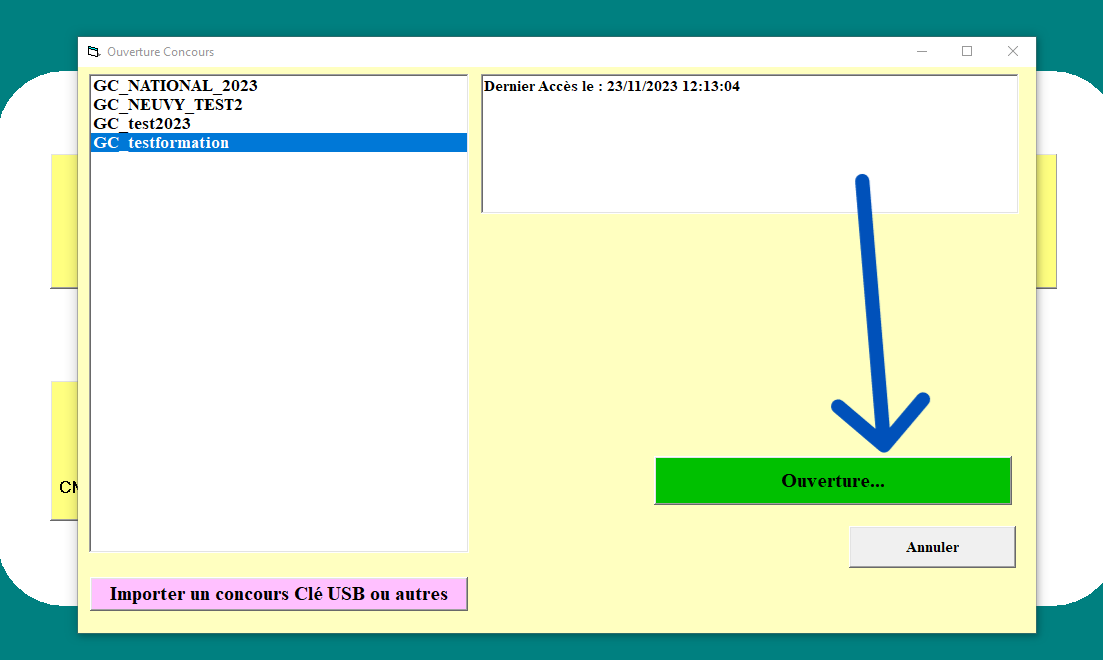 Ouverture Concours
GC_NATIONAL_2023
GC_NEUVY_TEST2
GC_test2023
GC_testformation
Dernier Accès le : 23/11/2023 12:13:04
Ouverture...
Annuler
Importer un concours Clé USB ou autres